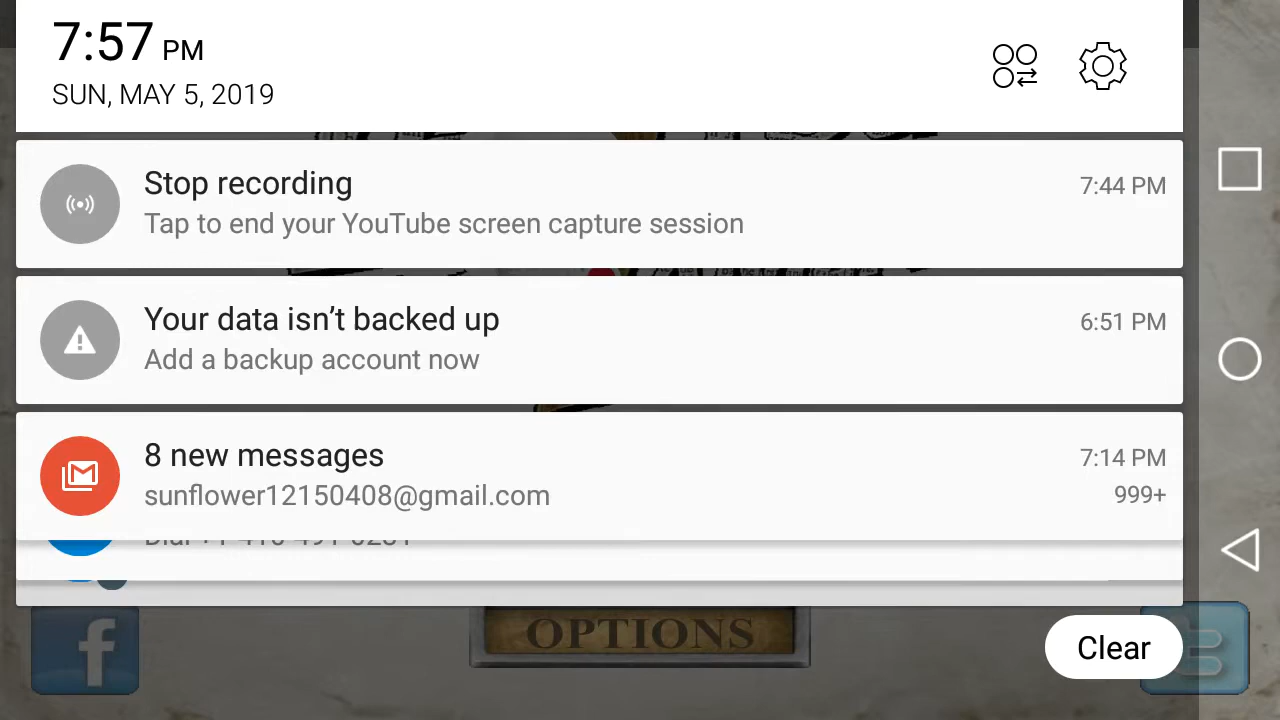 7:57 PM
SUN, MAY 5, 2019
Stop recording
7:44 PM
Tap to end your YouTube screen capture session
Your data isn't backed up
6:51 PM
Add a backup account now
8 new messages
7:14 PM
sunflower12150408@gmail.com
999+
OPTIONS
Clear